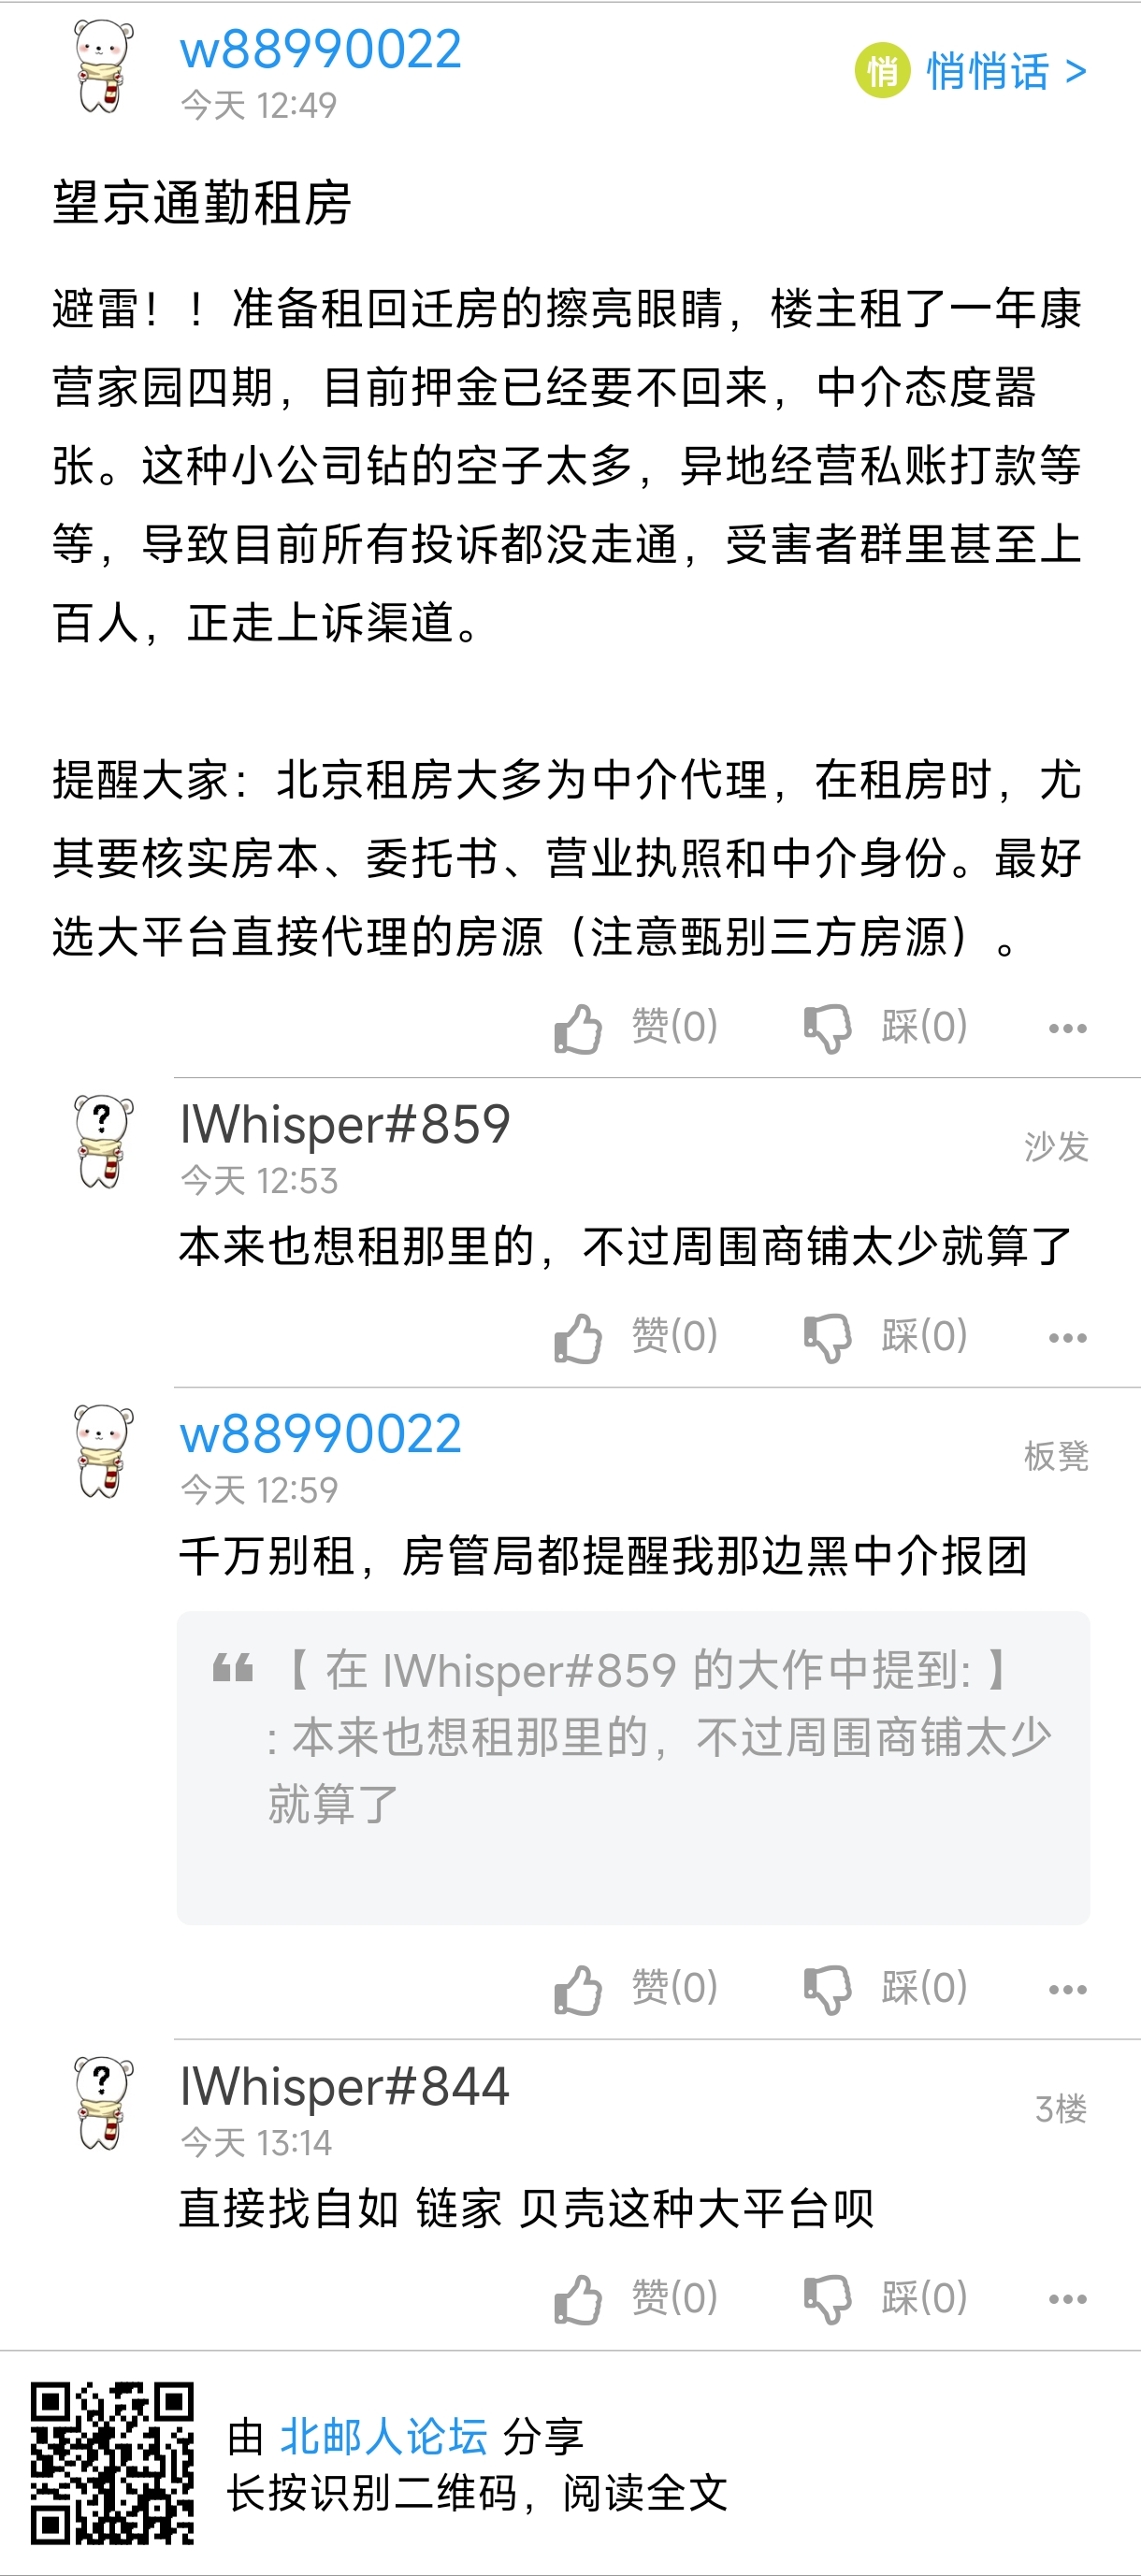 w88990022
今天 12:49
悄 悄悄话 >
望京通勤租房
避雷！！准备租回迁房的擦亮眼睛，楼主租了一年康
营家园四期，目前押金已经要不回来，中介态度嚣
张。这种小公司钻的空子太多，异地经营私账打款等
等，导致目前所有投诉都没走通，受害者群里甚至上
百人，正走上诉渠道。
提醒大家：北京租房大多为中介代理，在租房时，尤
其要核实房本、委托书、营业执照和中介身份。最好
选大平台直接代理的房源（注意甄别三方房源）。
赞(0) 踩(0) •••
?
IWhisper#859
沙发
今天 12:53
本来也想租那里的，不过周围商铺太少就算了
赞(0) 踩(0) •••
w88990022
板凳
今天 12:59
千万别租，房管局都提醒我那边黑中介报团
【 在 IWhisper#859 的大作中提到: 】
: 本来也想租那里的，不过周围商铺太少
就算了
赞(0) 踩(0) •••
?
IWhisper#844
3楼
今天 13:14
直接找自如 链家 贝壳这种大平台呗
赞(0) 踩(0) •••
由 北邮人论坛 分享
长按识别二维码，阅读全文